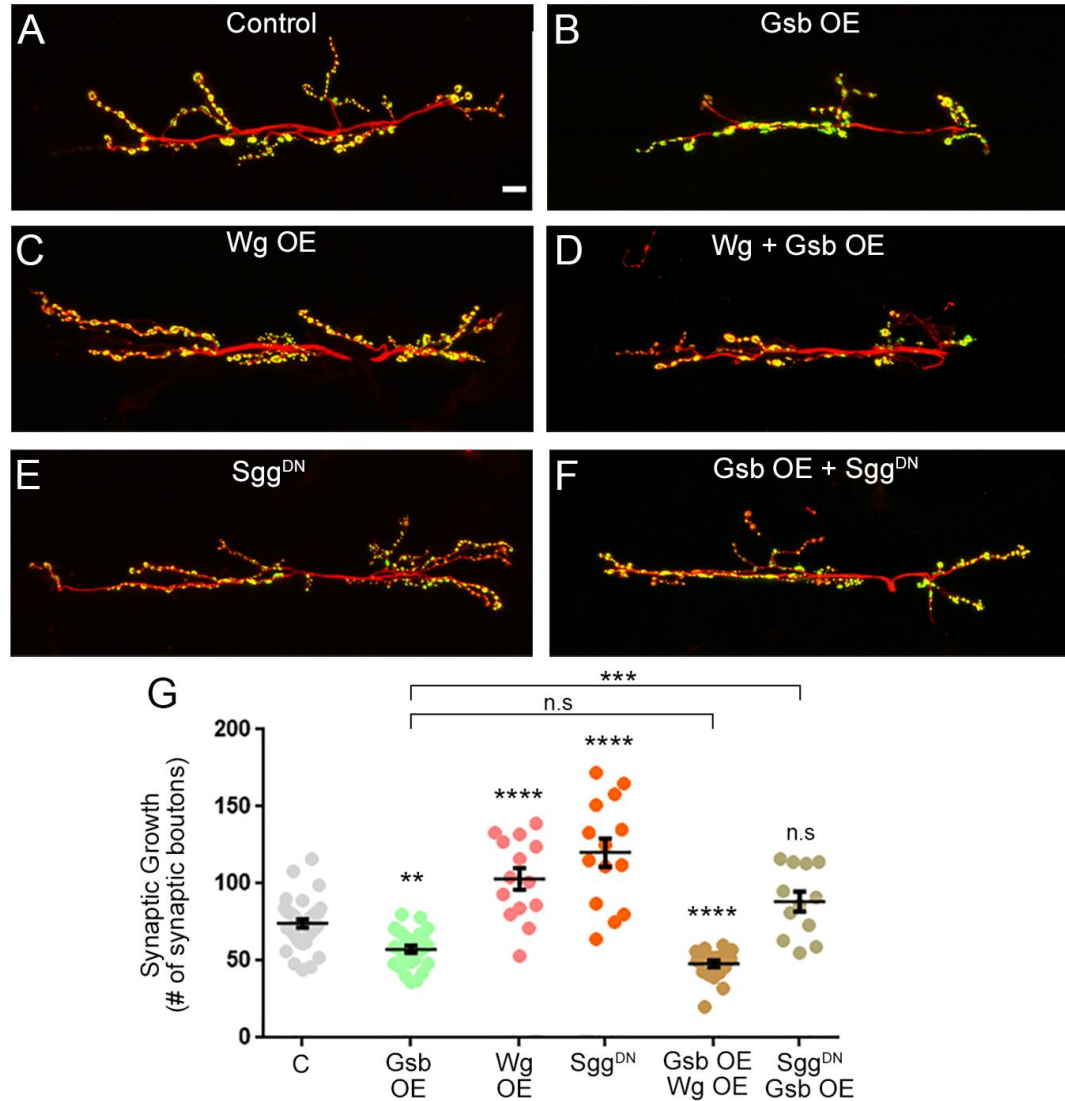 A
Control
B
Gsb OE
C
Wg OE
D
Wg + Gsb OE
E
Sgg^DN
F
Gsb OE + Sgg^DN
G
***
n.s
Synaptic Growth
(# of synaptic boutons)
200
150
100
50
0
**
****
****
****
n.s
C
Gsb
OE
Wg
OE
Sgg^DN
Gsb OE
Wg OE
Sgg^DN
Gsb OE